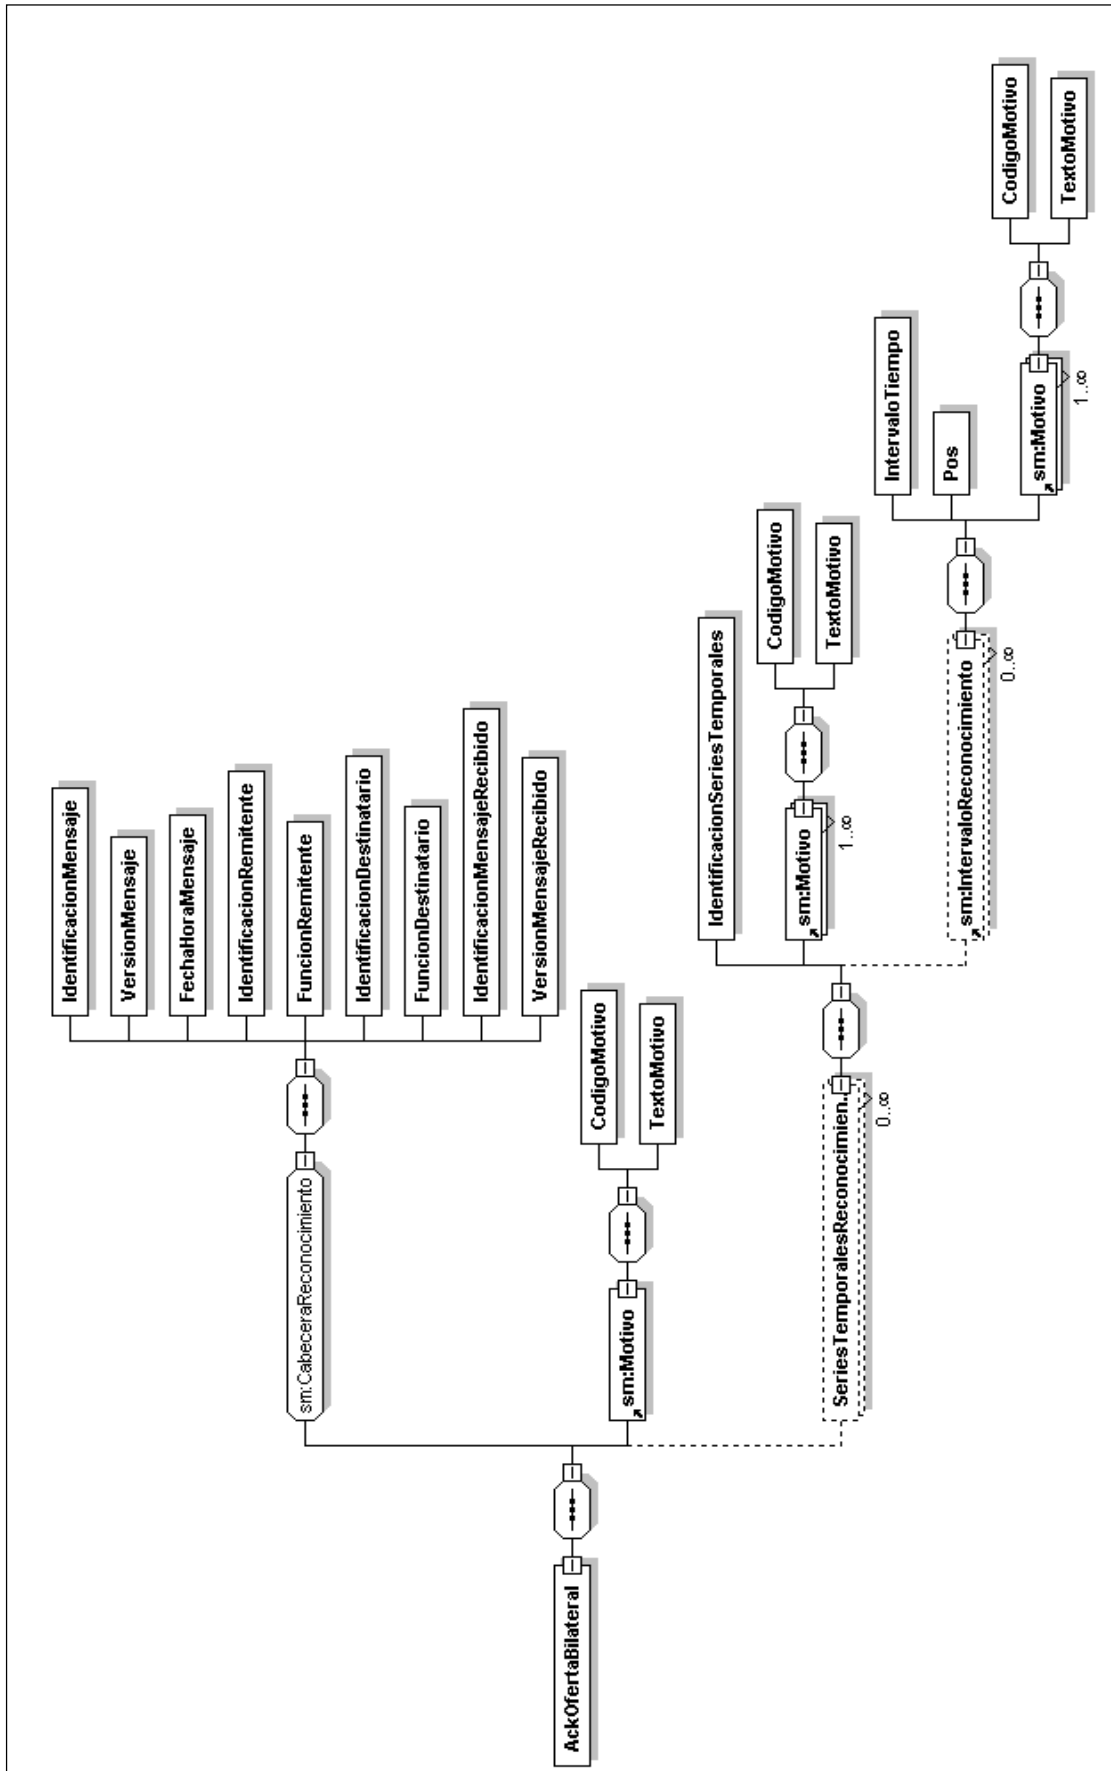 AckOfertaBilateral
sm:CabeceraReconocimiento
IdentificacionMensaje
VersionMensaje
FechaHoraMensaje
IdentificacionRemitente
FuncionRemitente
IdentificacionDestinatario
FuncionDestinatario
IdentificacionMensajeRecibido
VersionMensajeRecibido
sm:Motivo
CodigoMotivo
TextoMotivo
SeriesTemporalesReconocimien..
0..∞
IdentificacionSeriesTemporales
sm:Motivo
1..∞
CodigoMotivo
TextoMotivo
sm:IntervaloReconocimiento
0..∞
IntervaloTiempo
Pos
sm:Motivo
1..∞
CodigoMotivo
TextoMotivo